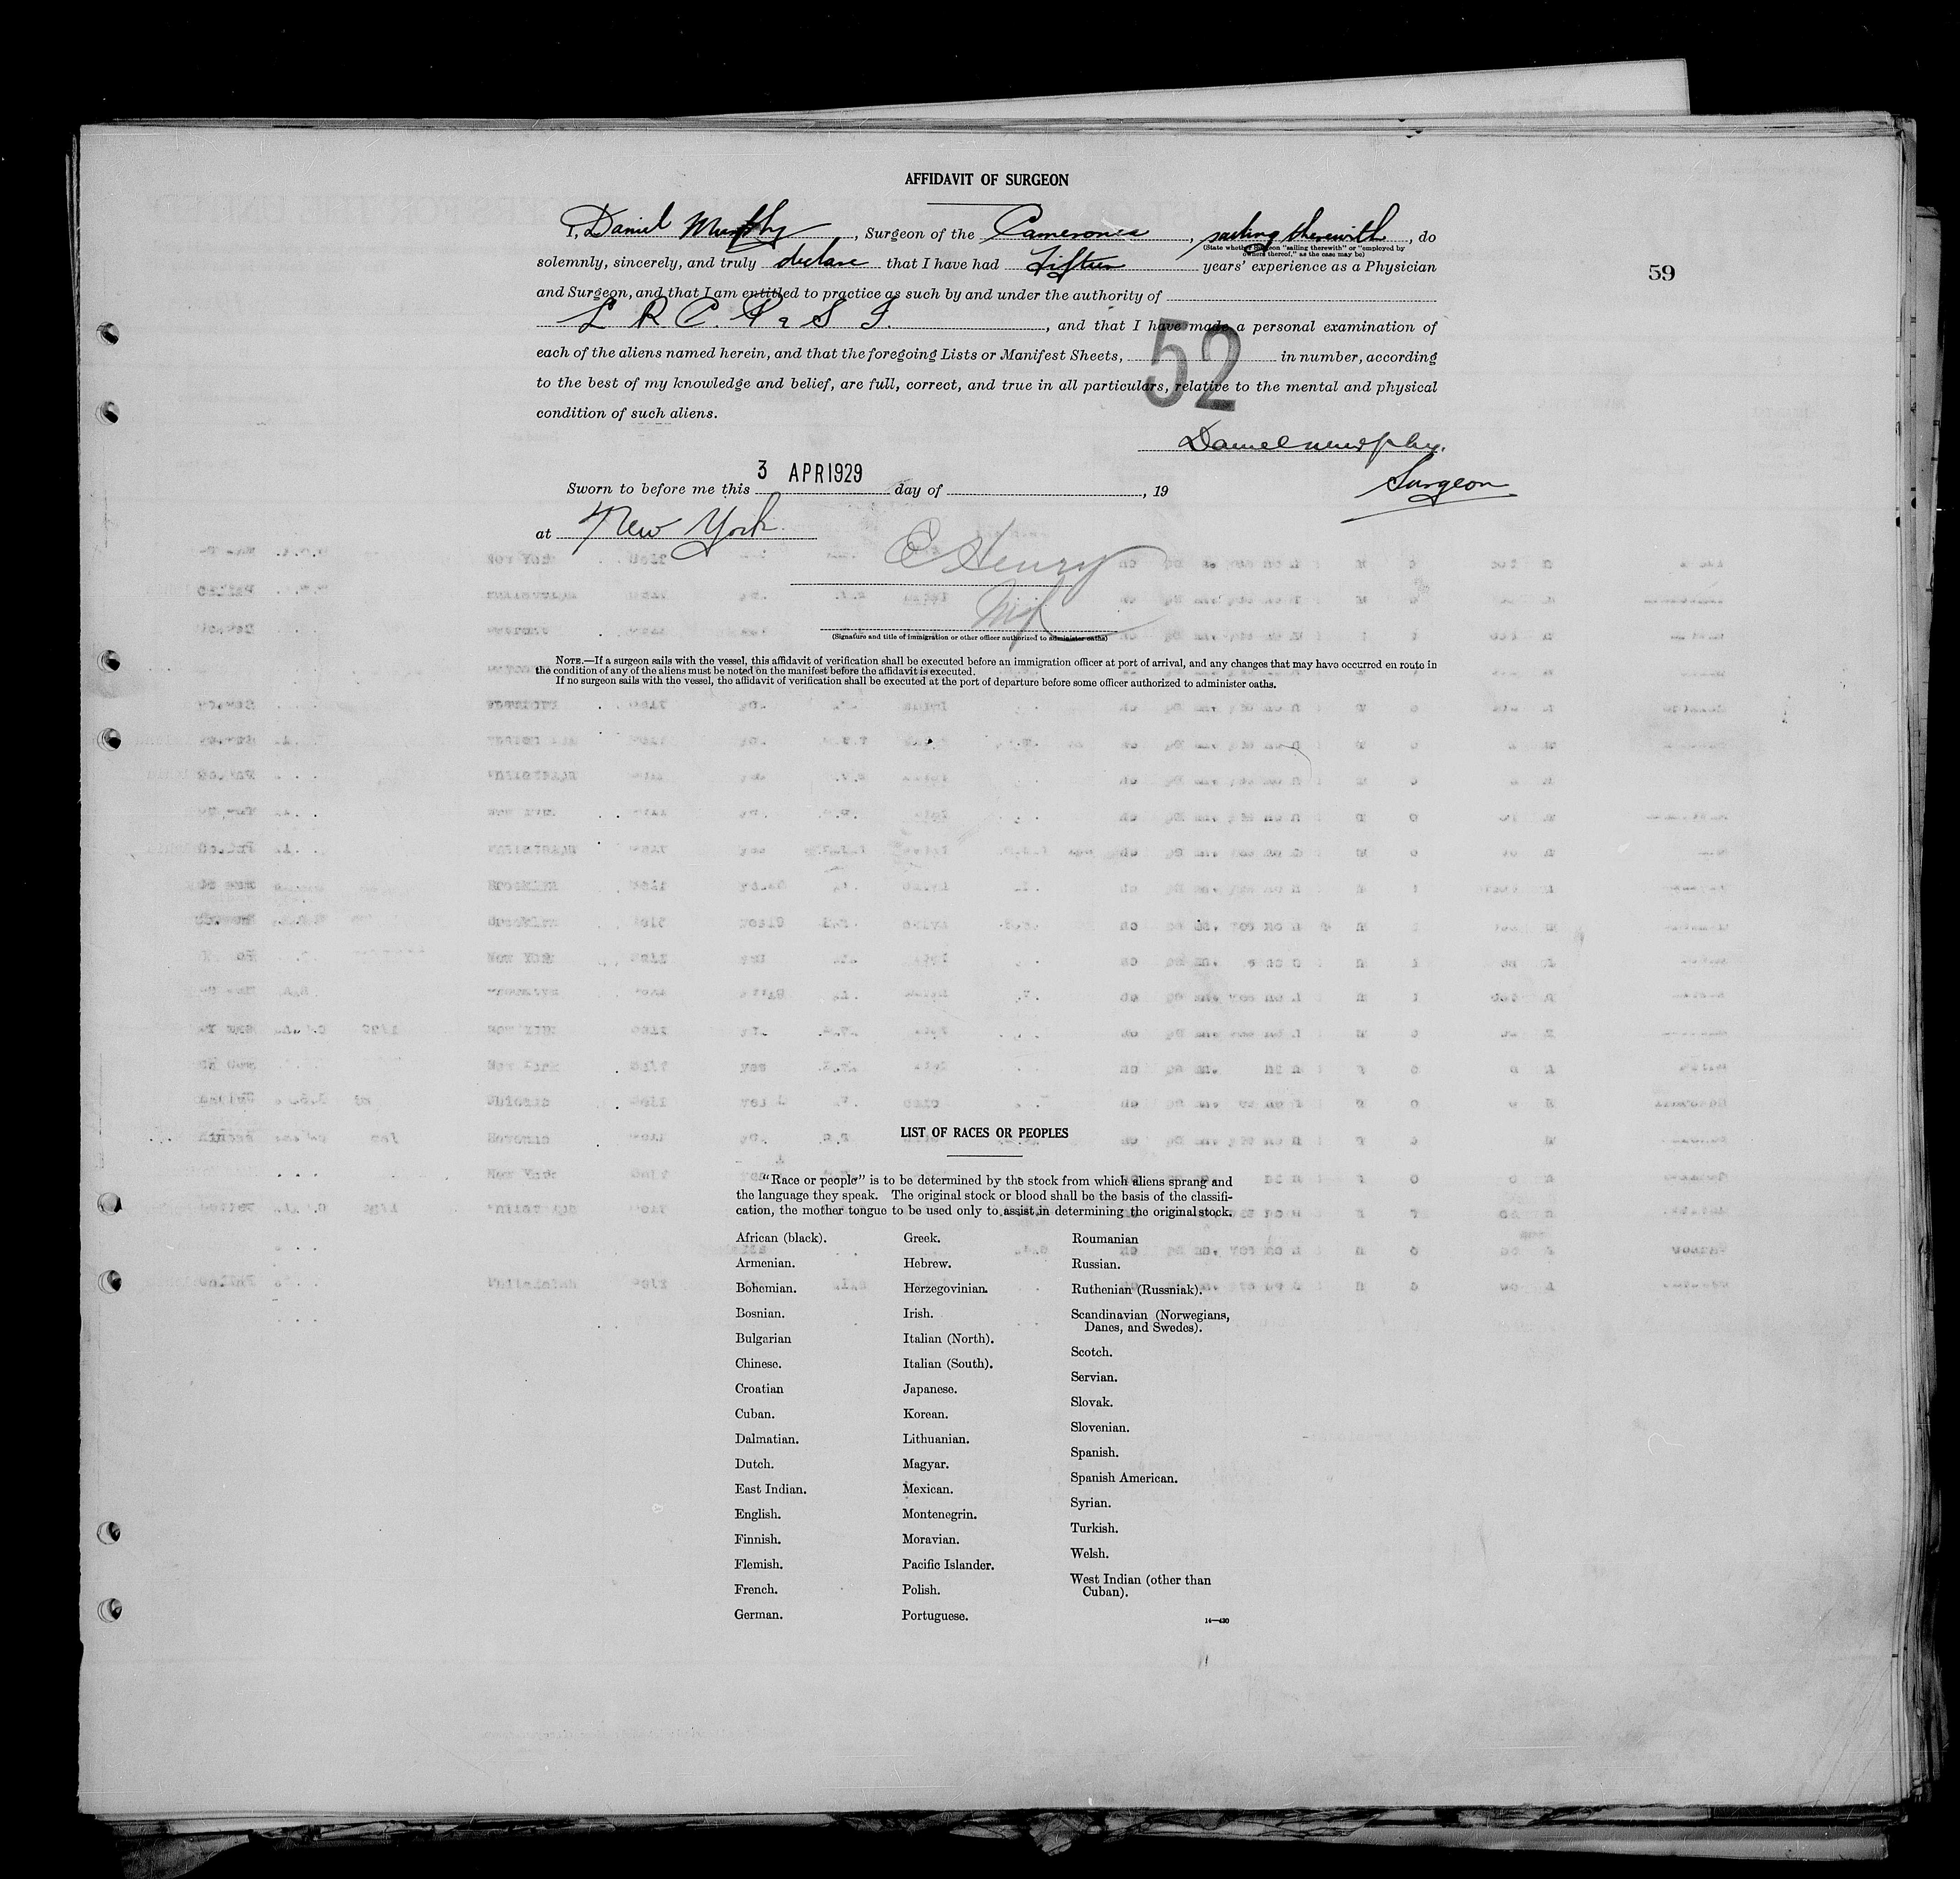 AFFIDAVIT OF SURGEON
I, Daniel Murphy, Surgeon of the Cameronia, sailing therewith, do
(State whether surgeon "sailing therewith" or "employed by
owners thereof," as the case may be)
solemnly, sincerely, and truly declare that I have had fifteen years' experience as a Physician
59
and Surgeon, and that I am entitled to practice as such by and under the authority of
L R C. P & S I., and that I have made a personal examination of
each of the aliens named herein, and that the foregoing Lists or Manifest Sheets, 52 in number, according
to the best of my knowledge and belief, are full, correct, and true in all particulars, relative to the mental and physical
condition of such aliens.
Daniel Murphy.
Surgeon
Sworn to before me this 3 APR 1929 day of , 19
at New York
C Henry
(Signature and title of immigration or other officer authorized to administer oaths)
NOTE.—If a surgeon sails with the vessel, this affidavit of verification shall be executed before an immigration officer at port of arrival, and any changes that may have occurred en route in
the condition of any of the aliens must be noted on the manifest before the affidavit is executed.
If no surgeon sails with the vessel, the affidavit of verification shall be executed at the port of departure before some officer authorized to administer oaths.
LIST OF RACES OR PEOPLES
"Race or people" is to be determined by the stock from which aliens sprang and
the language they speak. The original stock or blood shall be the basis of the classifi-
cation, the mother tongue to be used only to assist in determining the original stock.
African (black).
Armenian.
Bohemian.
Bosnian.
Bulgarian
Chinese.
Croatian
Cuban.
Dalmatian.
Dutch.
East Indian.
English.
Finnish.
Flemish.
French.
German.
Greek.
Hebrew.
Herzegovinian.
Irish.
Italian (North).
Italian (South).
Japanese.
Korean.
Lithuanian.
Magyar.
Mexican.
Montenegrin.
Moravian.
Pacific Islander.
Polish.
Portuguese.
Roumanian
Russian.
Ruthenian (Russniak).
Scandinavian (Norwegians,
Danes, and Swedes).
Scotch.
Servian.
Slovak.
Slovenian.
Spanish.
Spanish American.
Syrian.
Turkish.
Welsh.
West Indian (other than
Cuban).
14—430